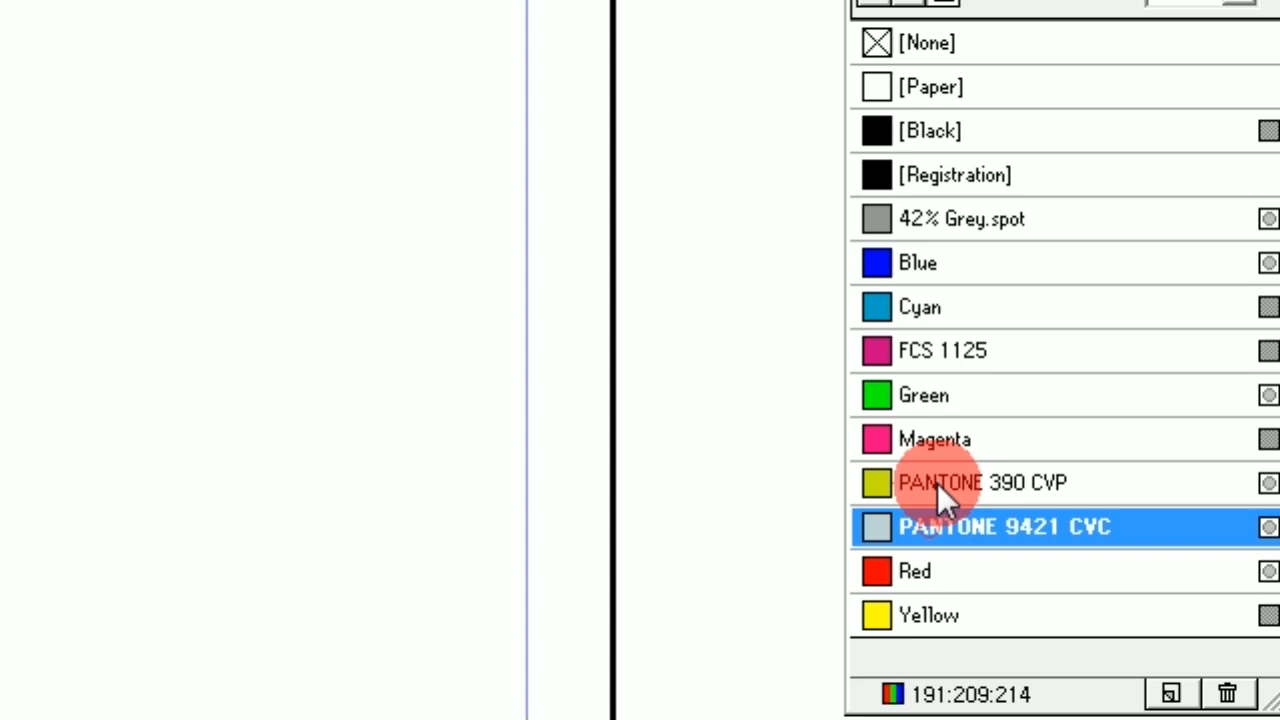 [None]
[Paper]
[Black]
[Registration]
42% Grey.spot
Blue
Cyan
FCS 1125
Green
Magenta
PANTONE 390 CVP
PANTONE 9421 CVC
Red
Yellow
191:209:214